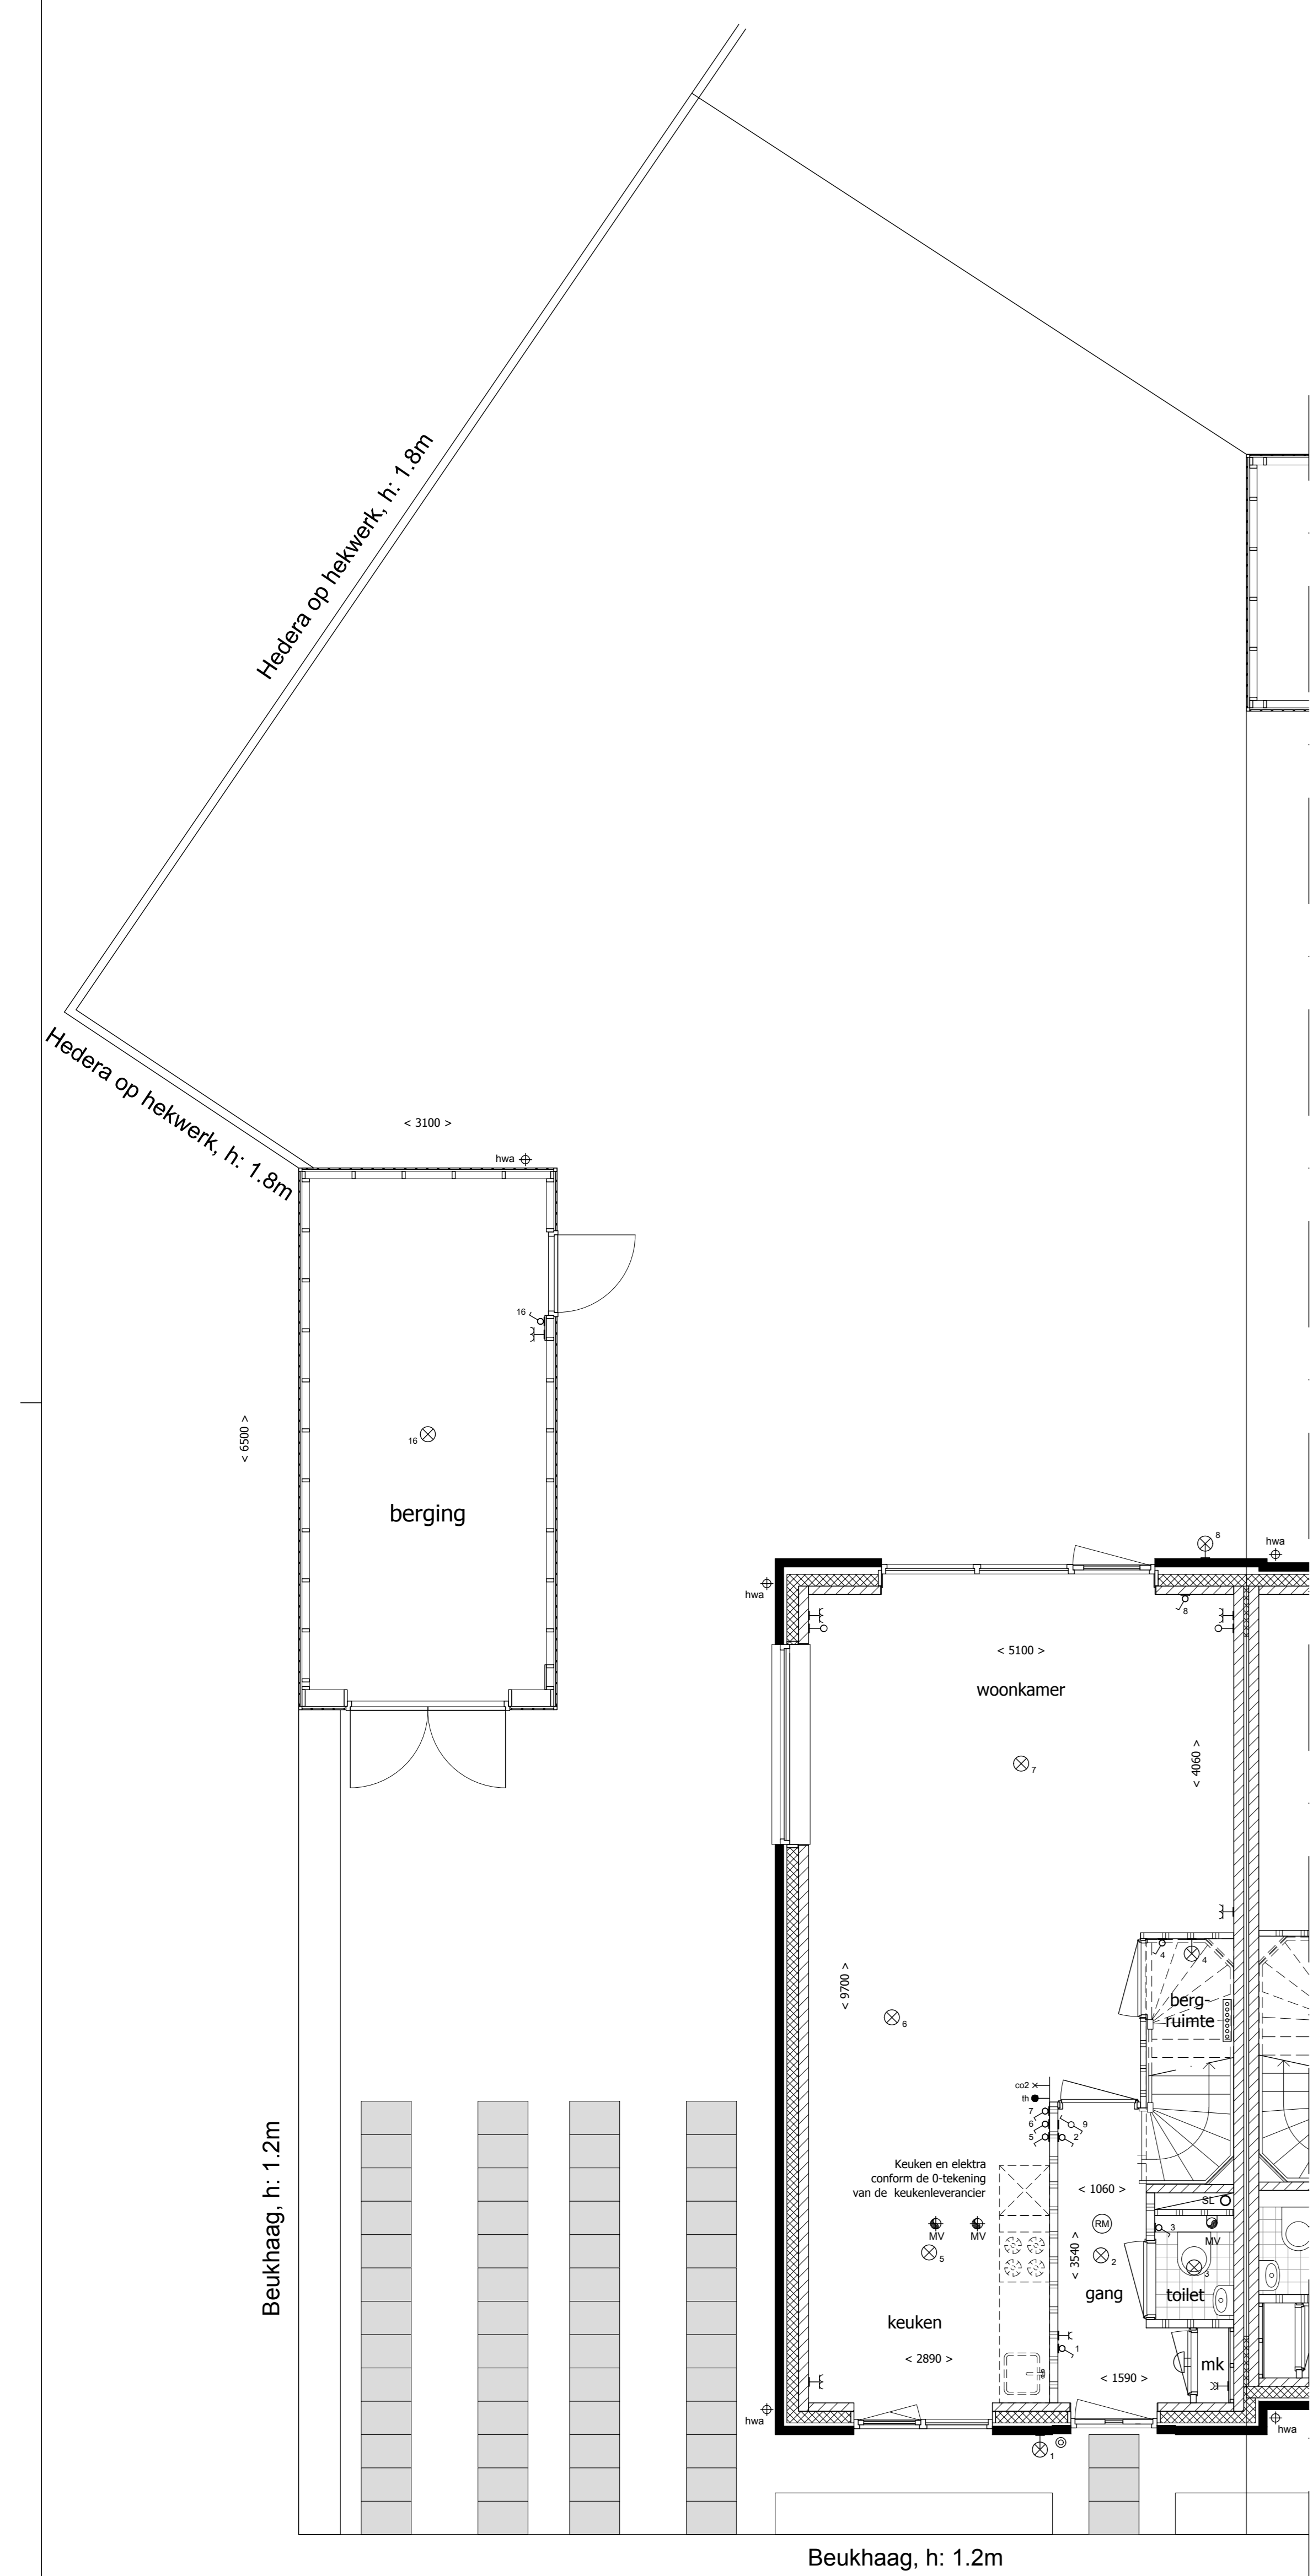 Hedera op hekwerk, h: 1.8m
Hedera op hekwerk, h: 1.8m
< 3100 >
hwa
16
< 6500 >
16
berging
8
hwa
hwa
8
< 5100 >
woonkamer
7
< 4060 >
4
4
berg-
ruimte
< 9700 >
6
co2
th
7
6
5
9
2
Keuken en elektra
conform de 0-tekening
van de keukenleverancier
< 1060 >
SL
RM
3
MV
MV
MV
5
< 3540 >
2
3
gang
toilet
keuken
1
< 2890 >
mk
< 1590 >
hwa
hwa
1
Beukhaag, h: 1.2m
Beukhaag, h: 1.2m